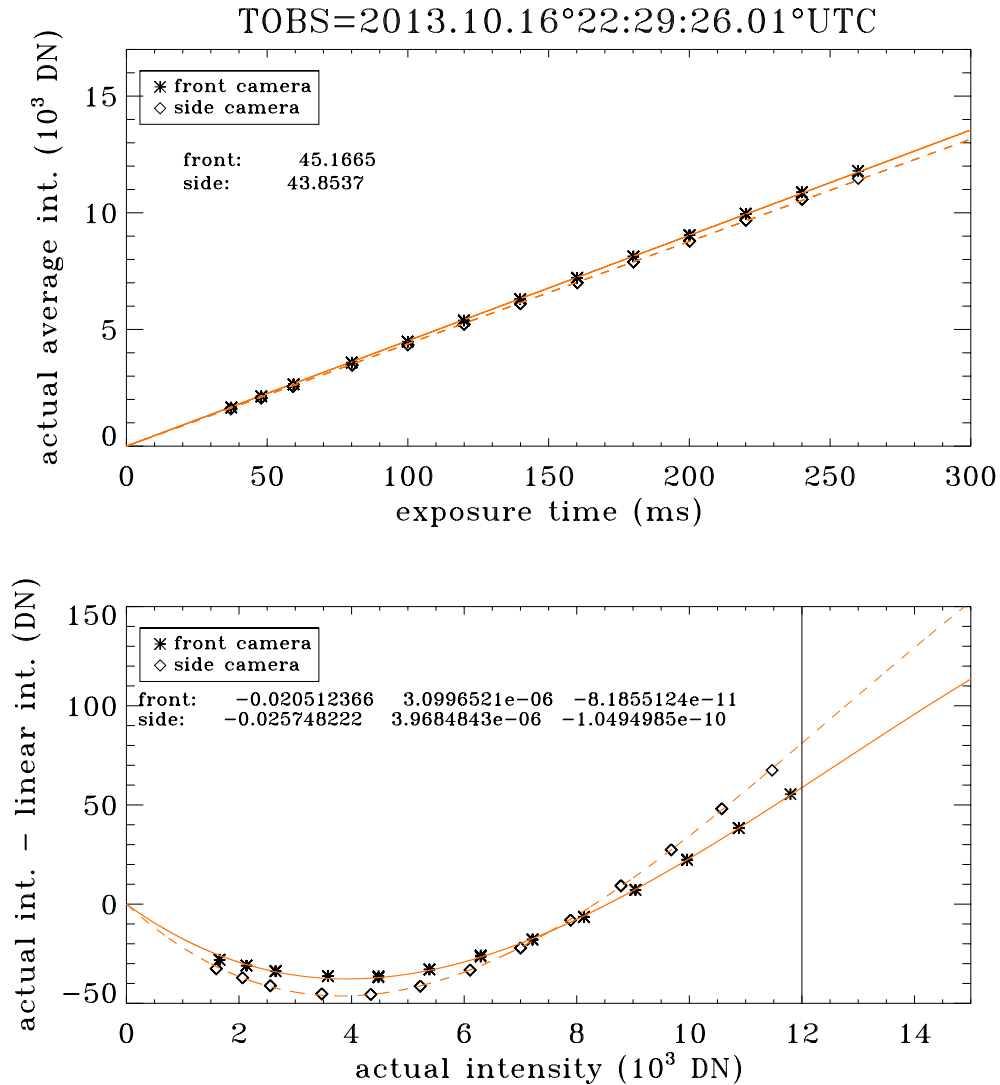 TOBS=2013.10.16°22:29:26.01°UTC
actual average int. (10³ DN)
15
10
5
0
front camera
side camera
front: 45.1665
side: 43.8537
0 50 100 150 200 250 300
exposure time (ms)
actual int. − linear int. (DN)
150
100
50
0
−50
front camera
side camera
front: −0.020512366 3.0996521e−06 −8.1855124e−11
side: −0.025748222 3.9684843e−06 −1.0494985e−10
0 2 4 6 8 10 12 14
actual intensity (10³ DN)